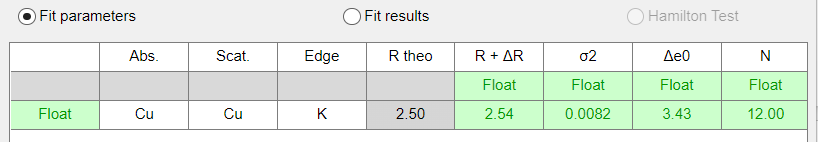 Fit parameters Fit results Hamilton Test
Abs. Scat. Edge R theo R + ΔR σ2 Δe0 N
Float Float Float Float
Float Cu Cu K 2.50 2.54 0.0082 3.43 12.00